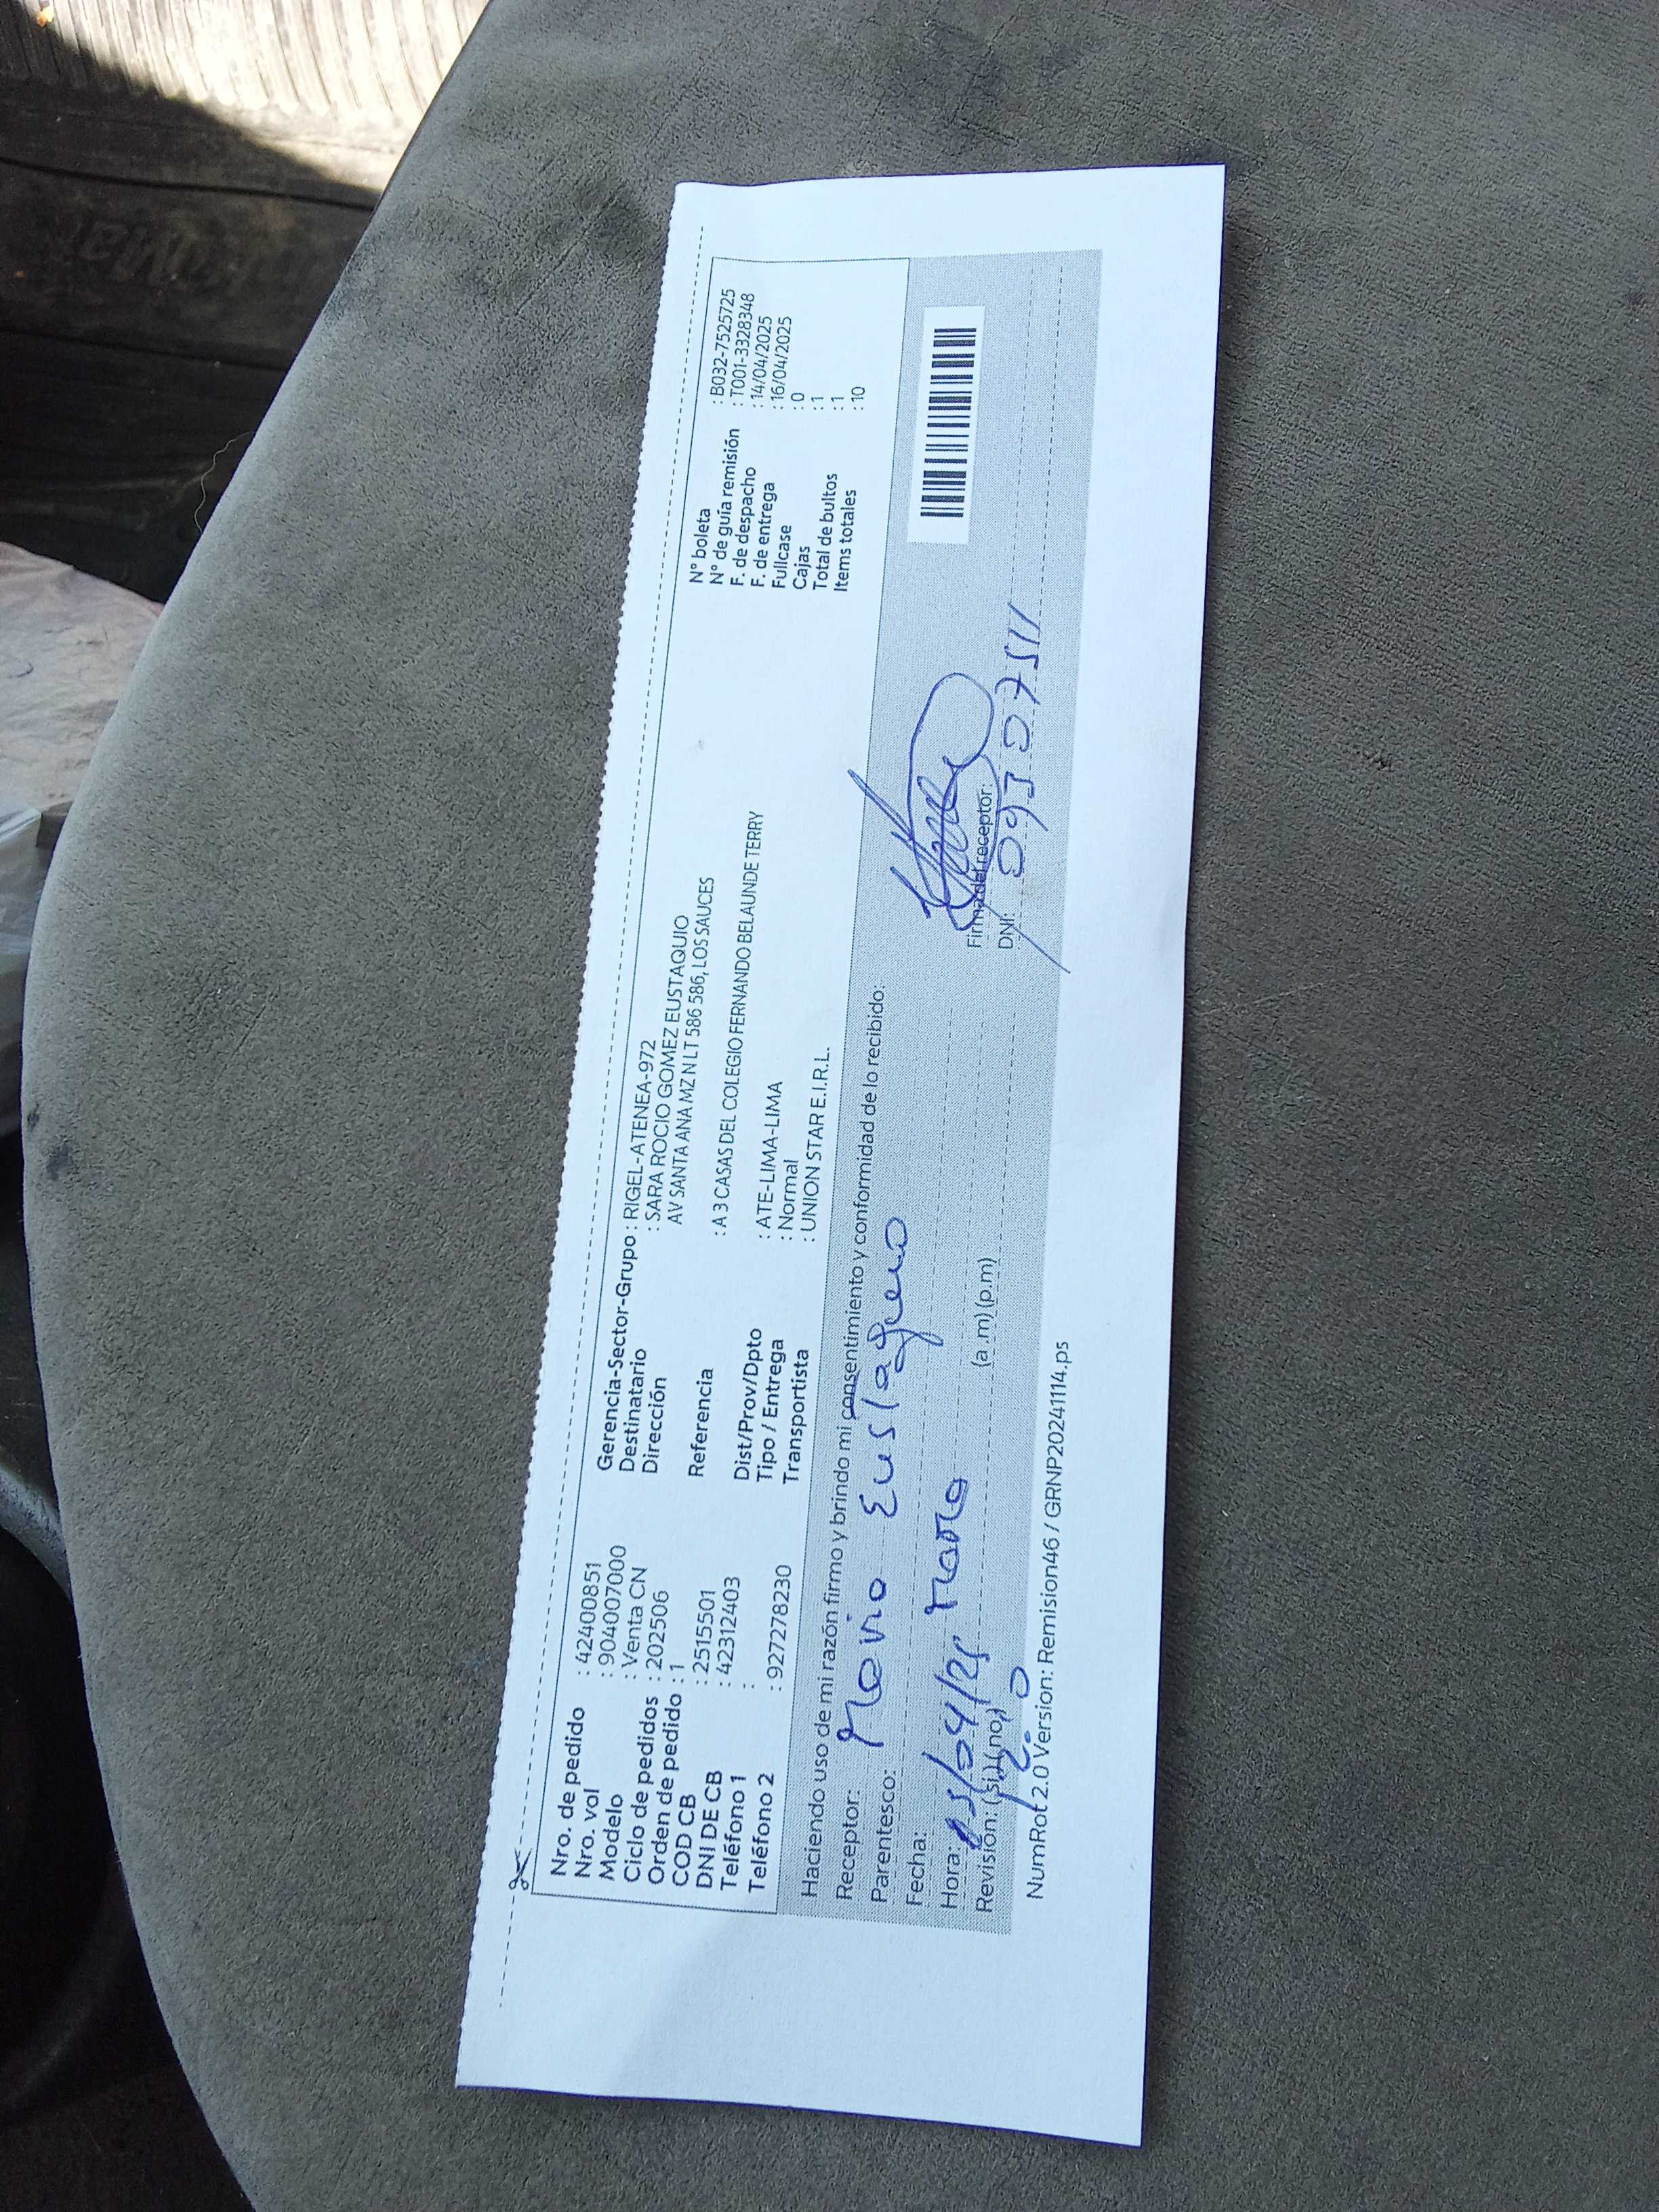 Nro. de pedido : 424400851
Nro. vol : 904007000
Modelo : Venta CN
Ciclo de pedidos : 202506
Orden de pedido : 1
COD CB : 2515501
DNI DE CB : 42312403
Teléfono 1 :
Teléfono 2 : 927278230
Gerencia-Sector-Grupo : RIGEL-ATENEA-972
Destinatario : SARA ROCIO GOMEZ EUSTAQUIO
Dirección AV SANTA ANA MZ N LT 586 586, LOS SAUCES
Referencia : A 3 CASAS DEL COLEGIO FERNANDO BELAUNDE TERRY
Dist/Prov/Dpto : ATE-LIMA-LIMA
Tipo / Entrega : Normal
Transportista : UNION STAR E.I.R.L.
N° boleta : B032-7525725
N° de guía remisión : T001-3328348
F. de despacho : 14/04/2025
F. de entrega : 16/04/2025
Fullcase : 0
Cajas : 1
Total de bultos : 1
Items totales : 10
Haciendo uso de mi razón firmo y brindo mi consentimiento y conformidad de lo recibido:
Receptor: Eustaqueno
Parentesco:
Fecha:
Hora: (a .m) (p.m)
Revisión: (si) (no)
Firma del receptor:
DNI:
NumRot 2.0 Version: Remision46 / GRNP20241114.ps